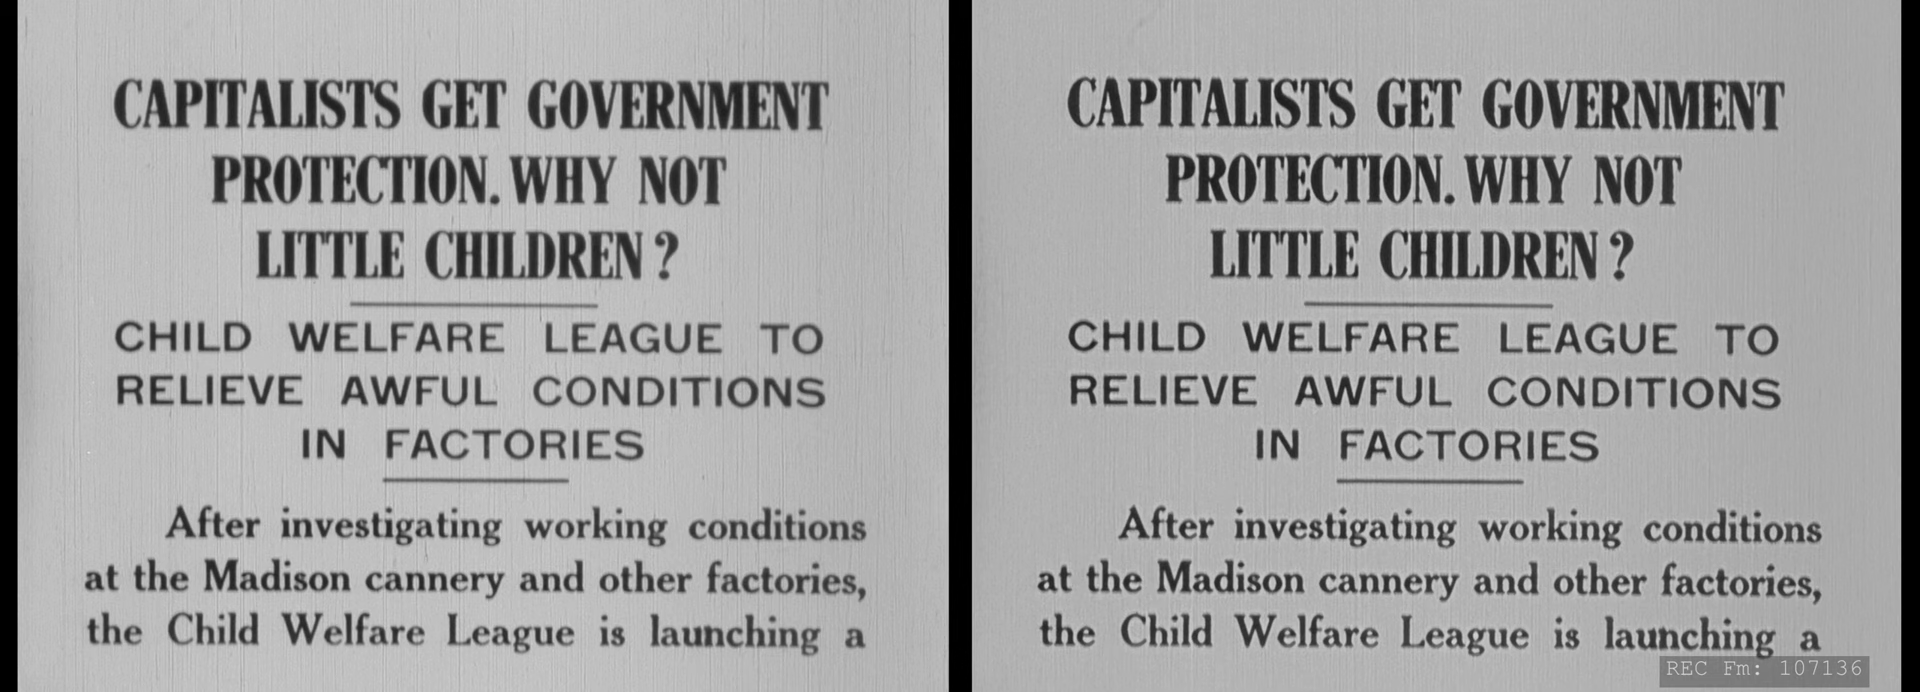 CAPITALISTS GET GOVERNMENT
PROTECTION. WHY NOT
LITTLE CHILDREN?
CHILD WELFARE LEAGUE TO
RELIEVE AWFUL CONDITIONS
IN FACTORIES
After investigating working conditions
at the Madison cannery and other factories,
the Child Welfare League is launching a
CAPITALISTS GET GOVERNMENT
PROTECTION. WHY NOT
LITTLE CHILDREN?
CHILD WELFARE LEAGUE TO
RELIEVE AWFUL CONDITIONS
IN FACTORIES
After investigating working conditions
at the Madison cannery and other factories,
the Child Welfare League is launching a
REC Fm: 107136